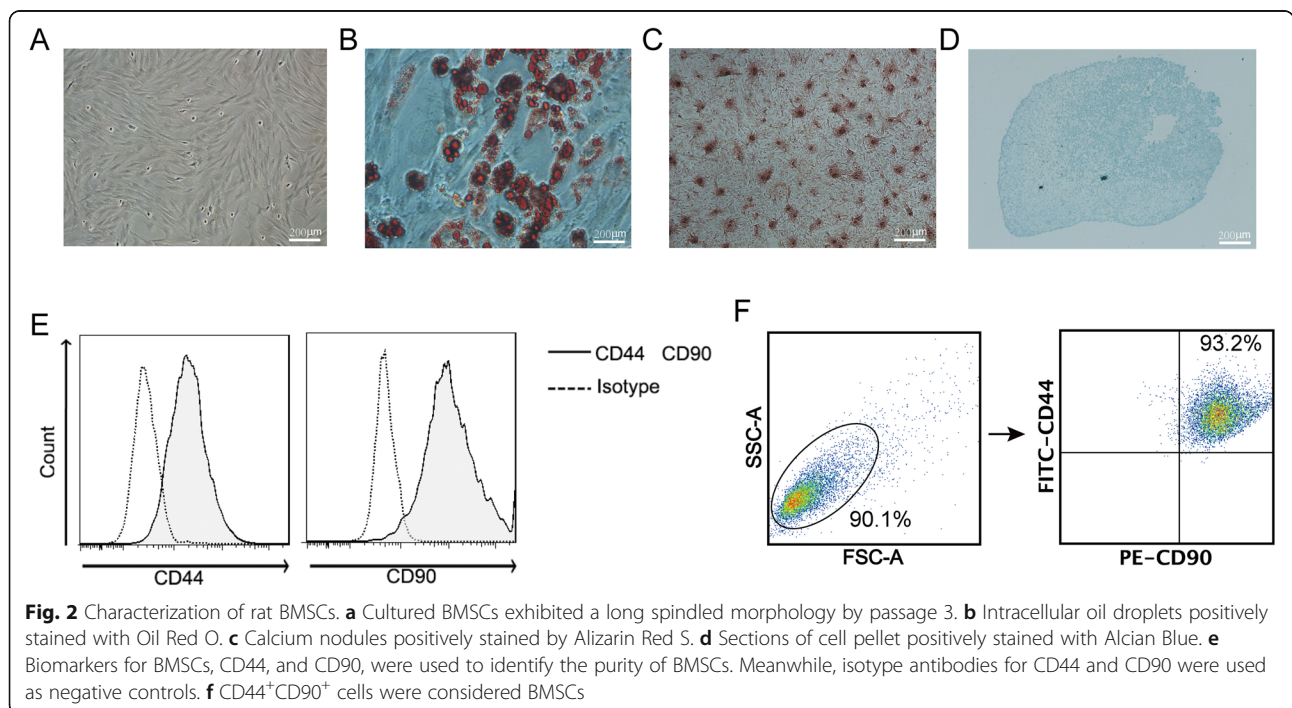 A
B
C
D
200μm
200μm
200μm
200μm
E
Count
CD44
CD90
CD44 CD90
Isotype
F
SSC-A
90.1%
FSC-A
FITC-CD44
93.2%
PE-CD90
Fig. 2 Characterization of rat BMSCs. a Cultured BMSCs exhibited a long spindled morphology by passage 3. b Intracellular oil droplets positively
stained with Oil Red O. c Calcium nodules positively stained by Alizarin Red S. d Sections of cell pellet positively stained with Alcian Blue. e
Biomarkers for BMSCs, CD44, and CD90, were used to identify the purity of BMSCs. Meanwhile, isotype antibodies for CD44 and CD90 were used
as negative controls. f CD44⁺CD90⁺ cells were considered BMSCs